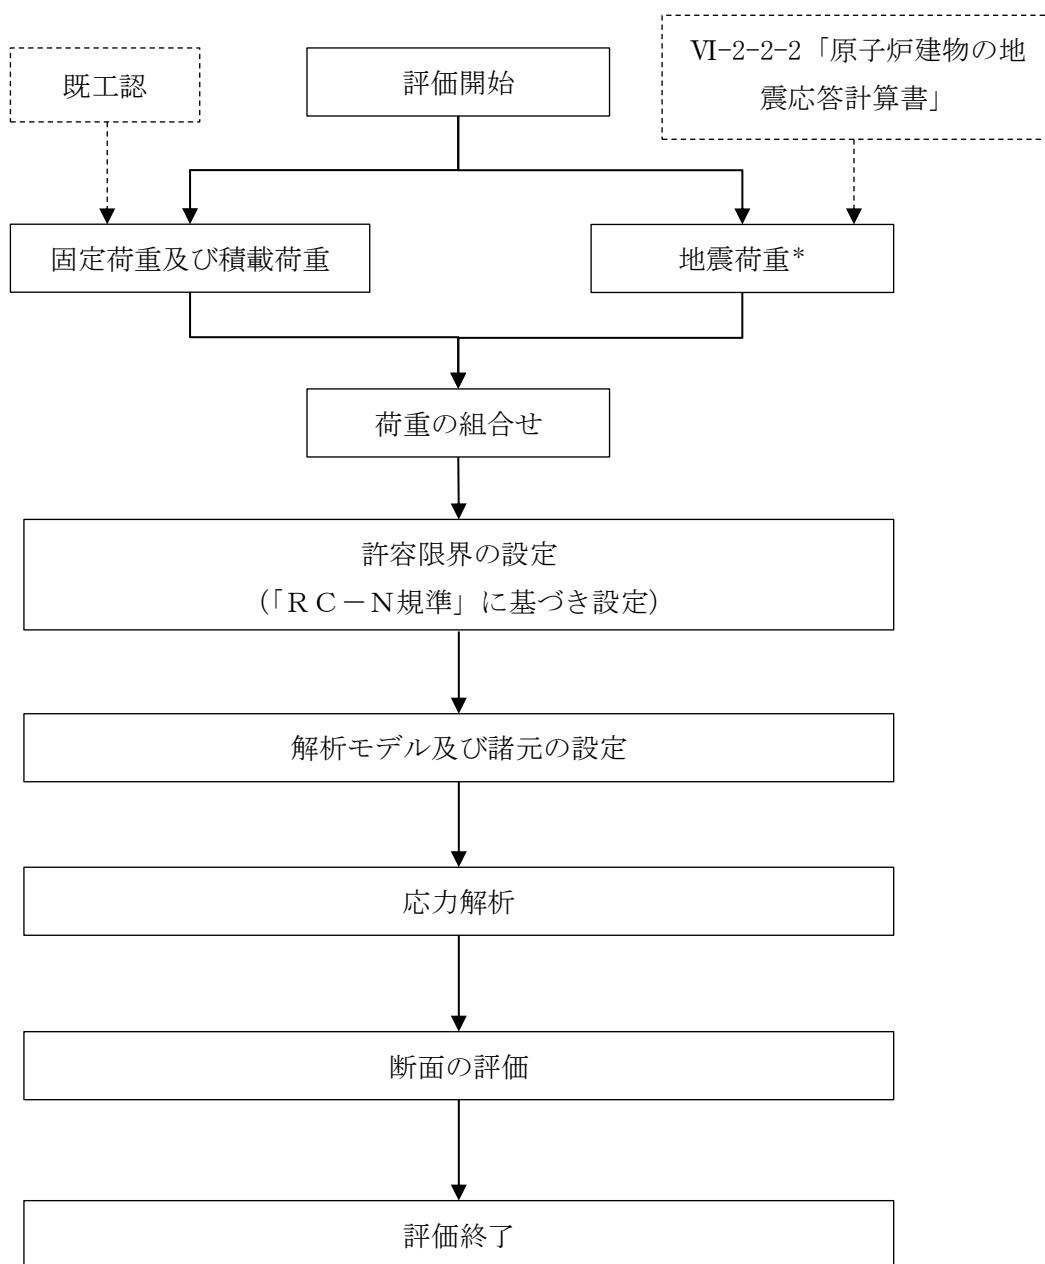 既工認
評価開始
Ⅵ-2-2-2「原子炉建物の地
震応答計算書」
固定荷重及び積載荷重
地震荷重*
荷重の組合せ
許容限界の設定
（「ＲＣ－Ｎ規準」に基づき設定）
解析モデル及び諸元の設定
応力解析
断面の評価
評価終了